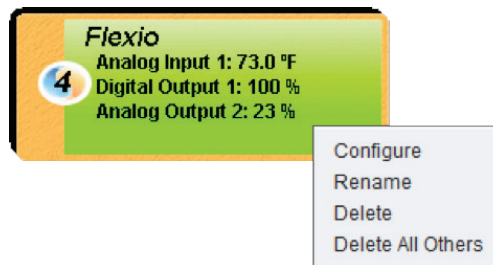 Flexio
Analog Input 1: 73.0 ºF
4
Digital Output 1: 100 %
Analog Output 2: 23 %
Configure
Rename
Delete
Delete All Others